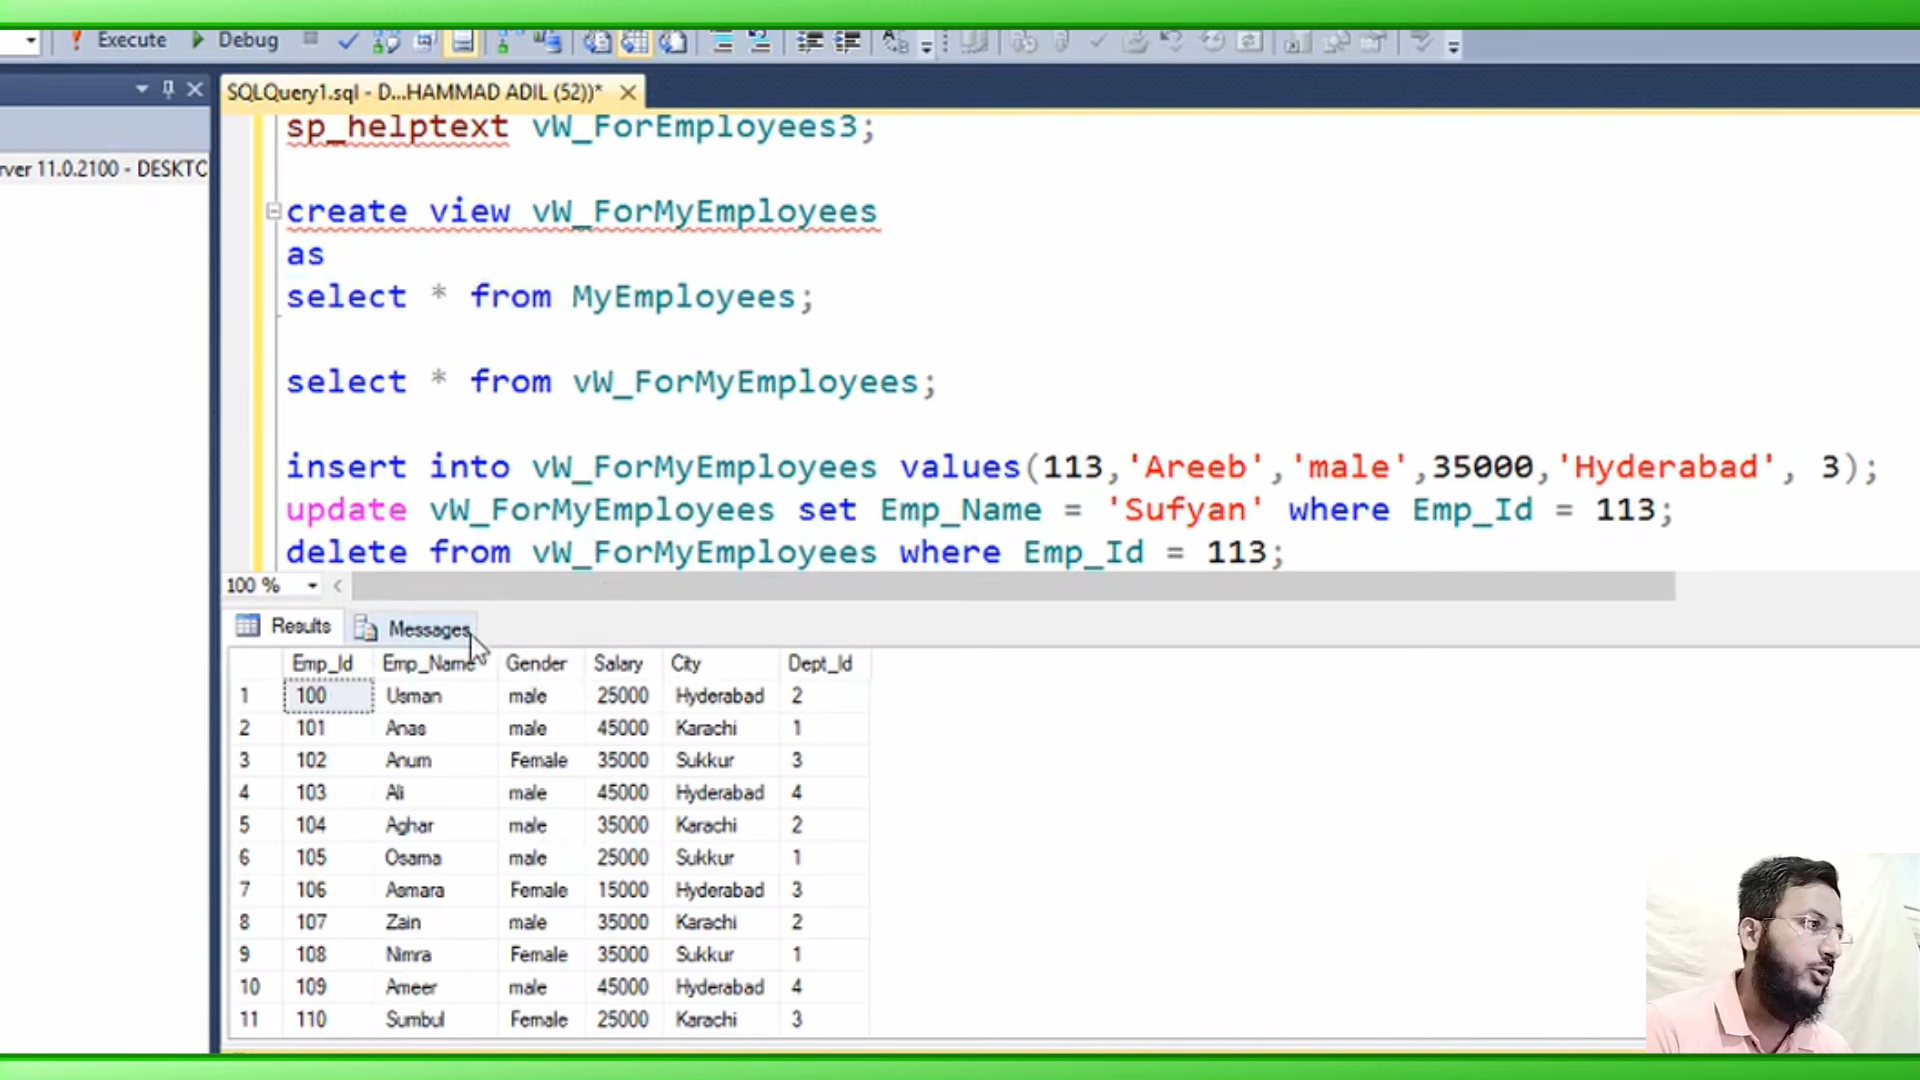 Execute Debug
SQLQuery1.sql - D...HAMMAD ADIL (52))*
rver 11.0.2100 - DESKTC
sp_helptext vW_ForEmployees3;
create view vW_ForMyEmployees
as
select * from MyEmployees;
select * from vW_ForMyEmployees;
insert into vW_ForMyEmployees values(113,'Areeb','male',35000,'Hyderabad', 3);
update vW_ForMyEmployees set Emp_Name = 'Sufyan' where Emp_Id = 113;
delete from vW_ForMyEmployees where Emp_Id = 113;
100 %
Results Messages
Emp_Id Emp_Name Gender Salary City Dept_Id
1 100 Usman male 25000 Hyderabad 2
2 101 Anas male 45000 Karachi 1
3 102 Anum Female 35000 Sukkur 3
4 103 Ali male 45000 Hyderabad 4
5 104 Aghar male 35000 Karachi 2
6 105 Osama male 25000 Sukkur 1
7 106 Asmara Female 15000 Hyderabad 3
8 107 Zain male 35000 Karachi 2
9 108 Nimra Female 35000 Sukkur 1
10 109 Ameer male 45000 Hyderabad 4
11 110 Sumbul Female 25000 Karachi 3